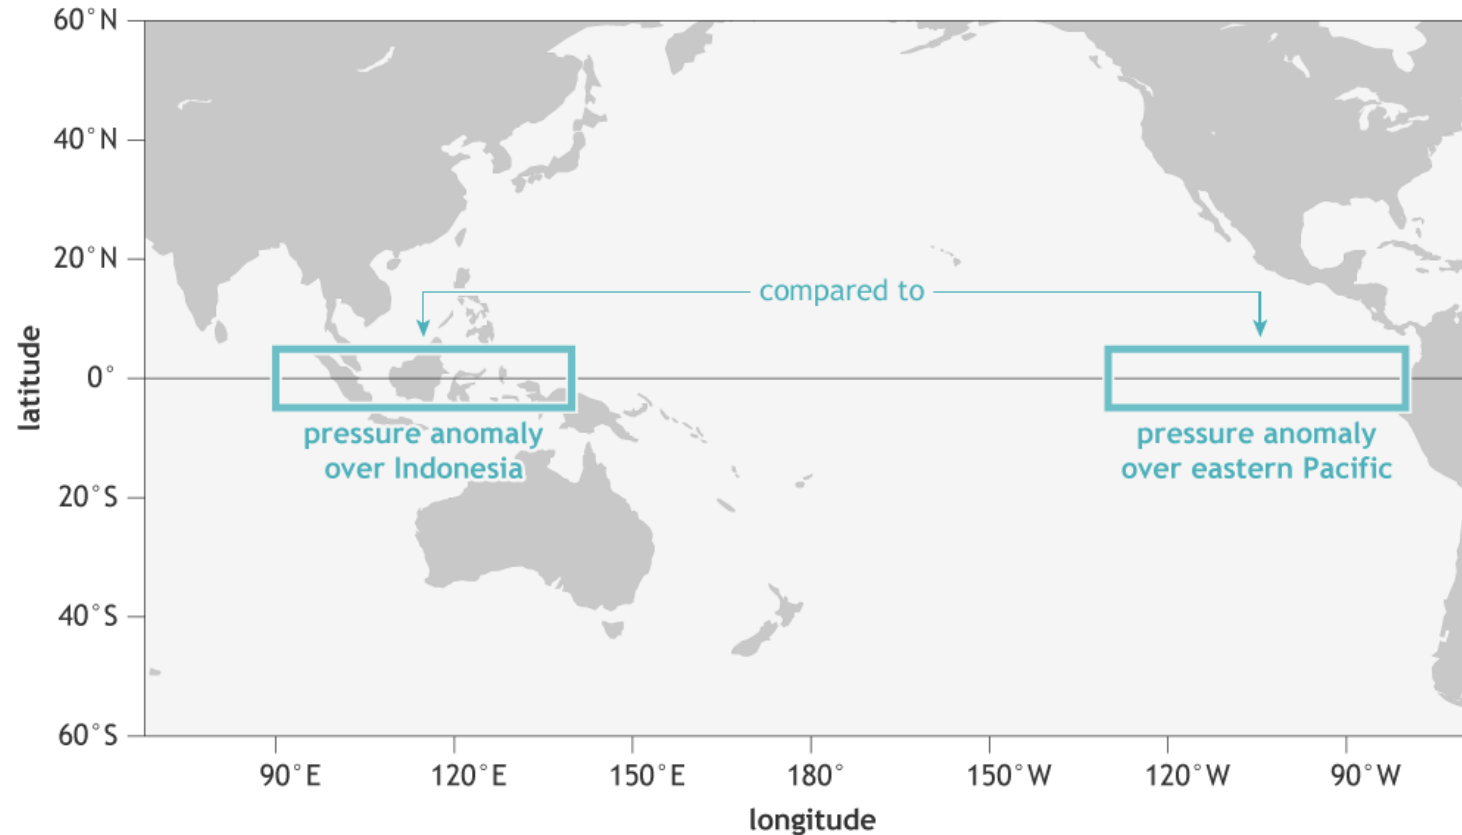 60°N
40°N
20°N
0°
20°S
40°S
60°S
latitude
compared to
pressure anomaly
over Indonesia
pressure anomaly
over eastern Pacific
90°E 120°E 150°E 180° 150°W 120°W 90°W
longitude